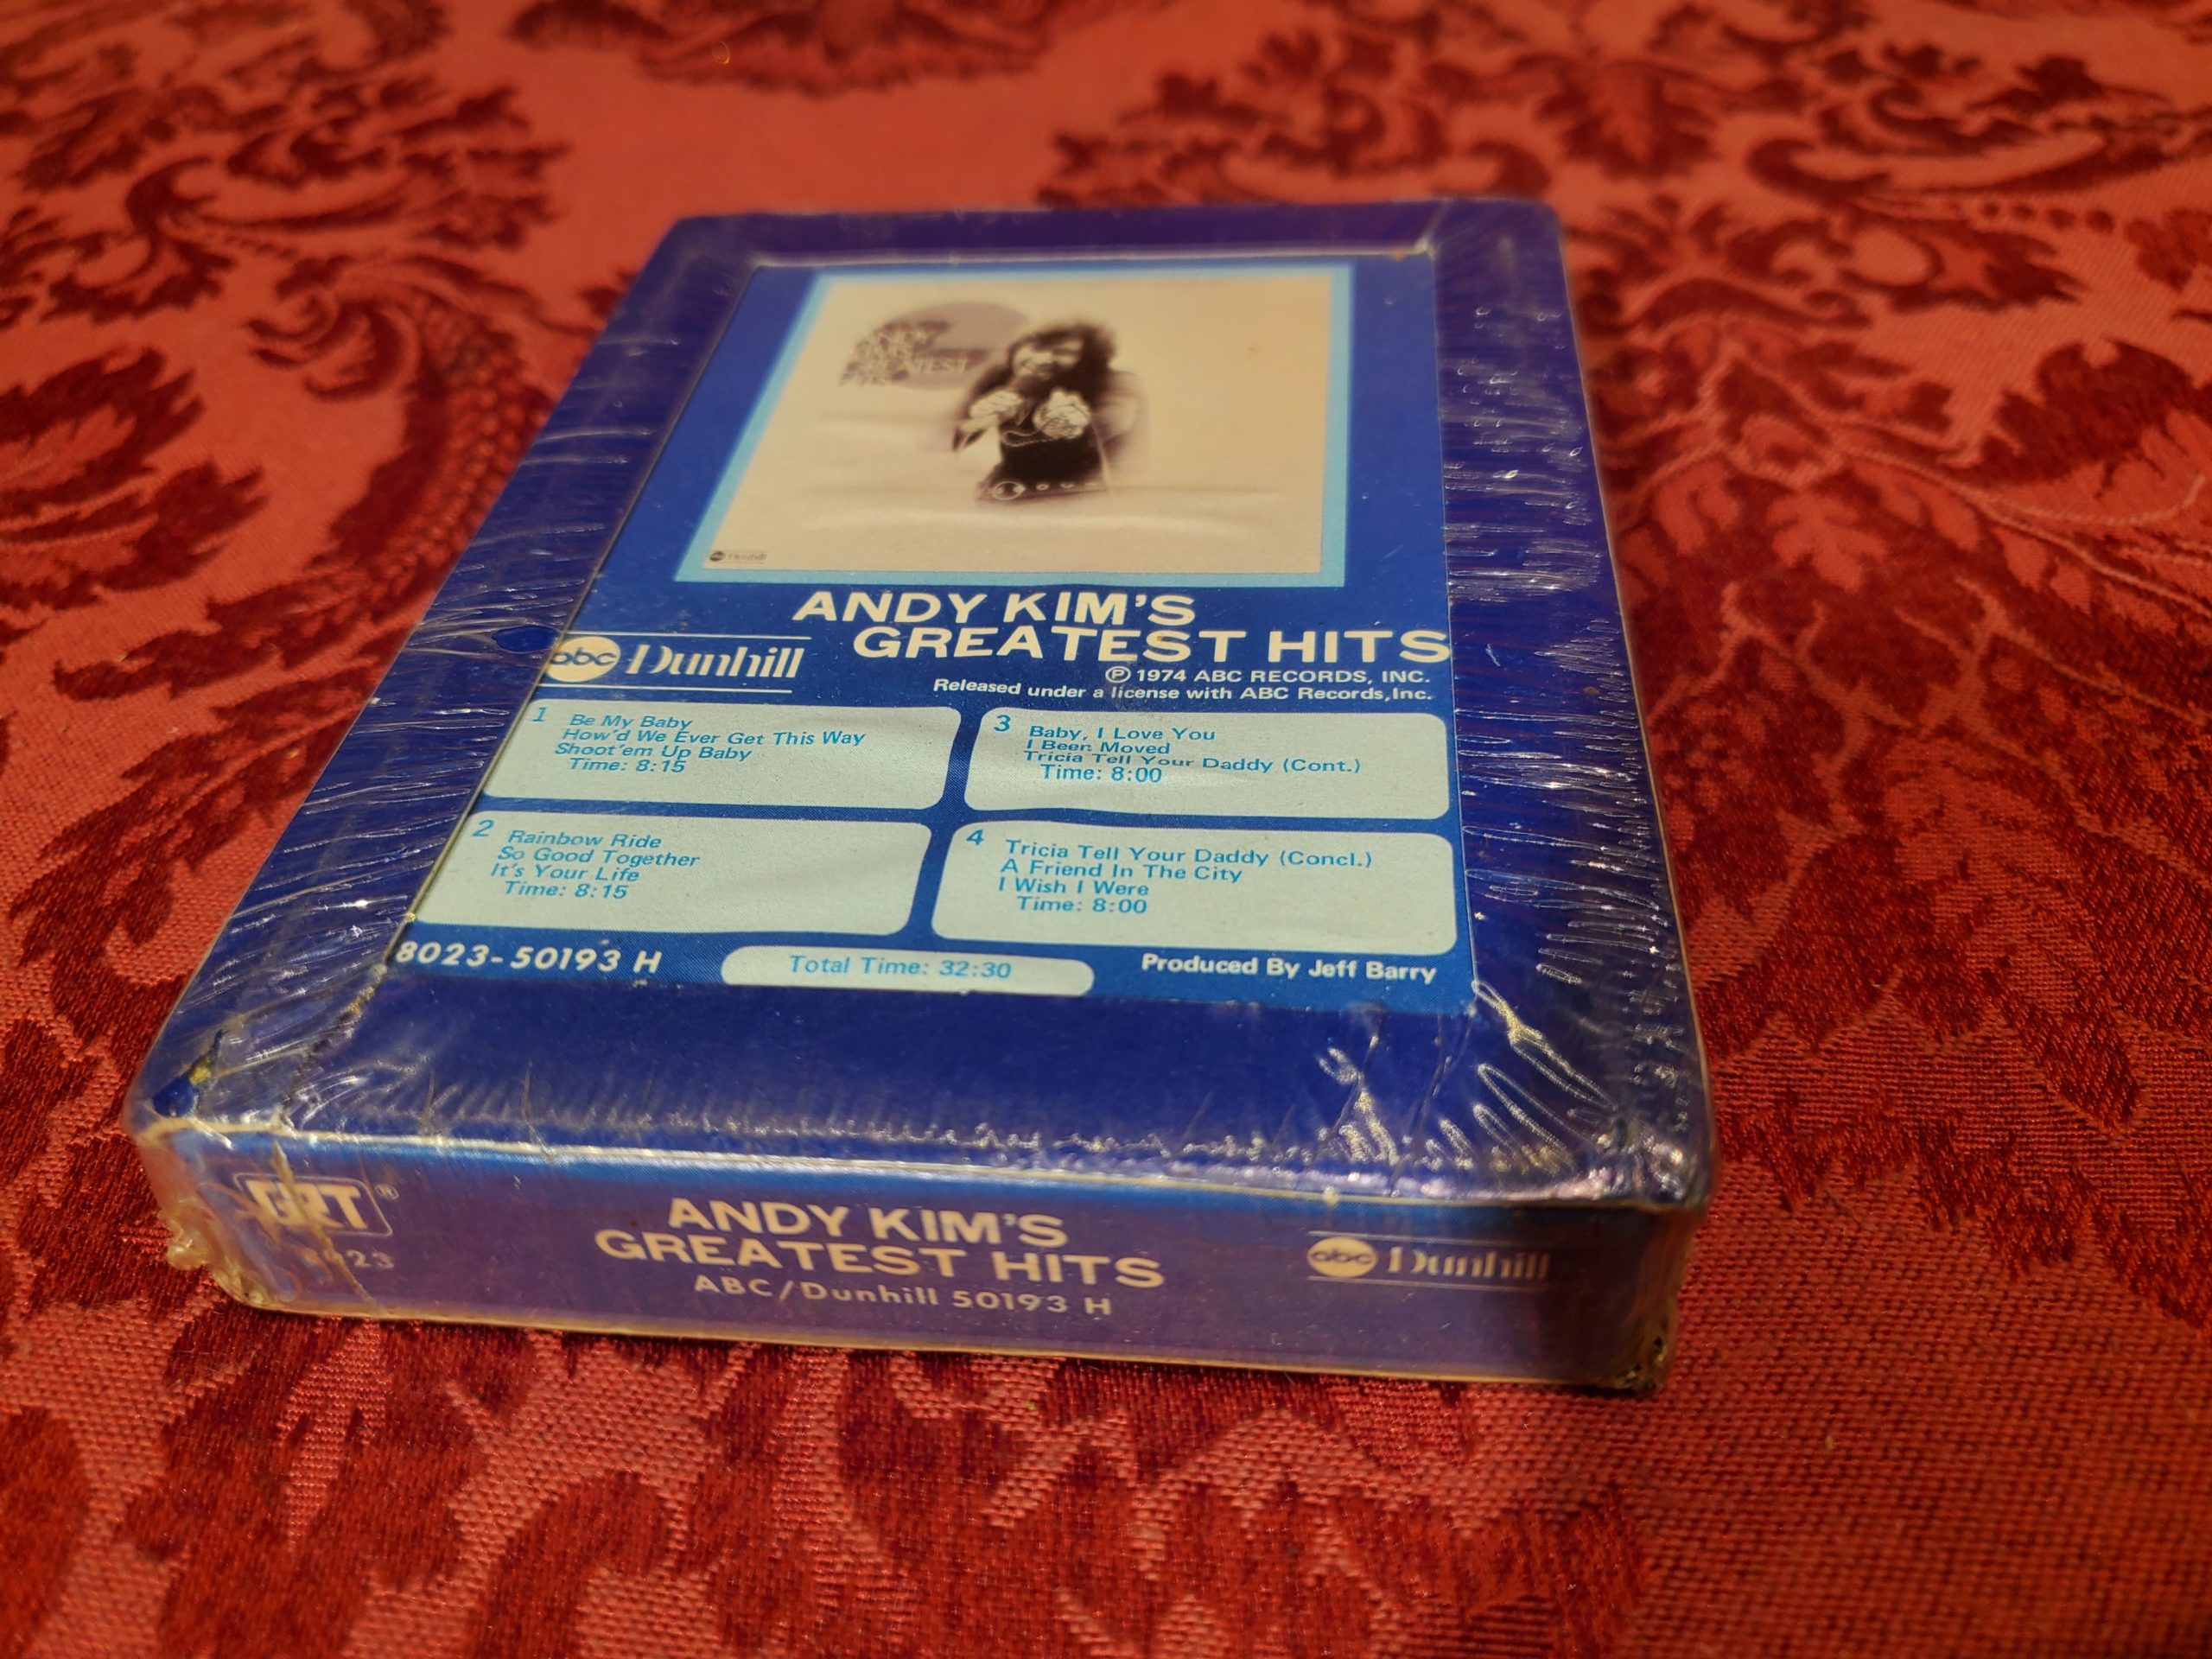 GREATEST
abc Dunhill
ANDY KIM'S
GREATEST HITS
abc Dunhill
Ⓟ 1974 ABC RECORDS, INC.
Released under a license with ABC Records, Inc.
1 Be My Baby
How'd We Ever Get This Way
Shoot'em Up Baby
Time: 8:15
2 Rainbow Ride
So Good Together
It's Your Life
Time: 8:15
3 Baby, I Love You
I Been Moved
Tricia Tell Your Daddy (Cont.)
Time: 8:00
4 Tricia Tell Your Daddy (Concl.)
A Friend In The City
I Wish I Were
Time: 8:00
8023-50193 H
Total Time: 32:30
Produced By Jeff Barry
GRT®
8023
ANDY KIM'S
GREATEST HITS
ABC/Dunhill 50193 H
abc Dunhill